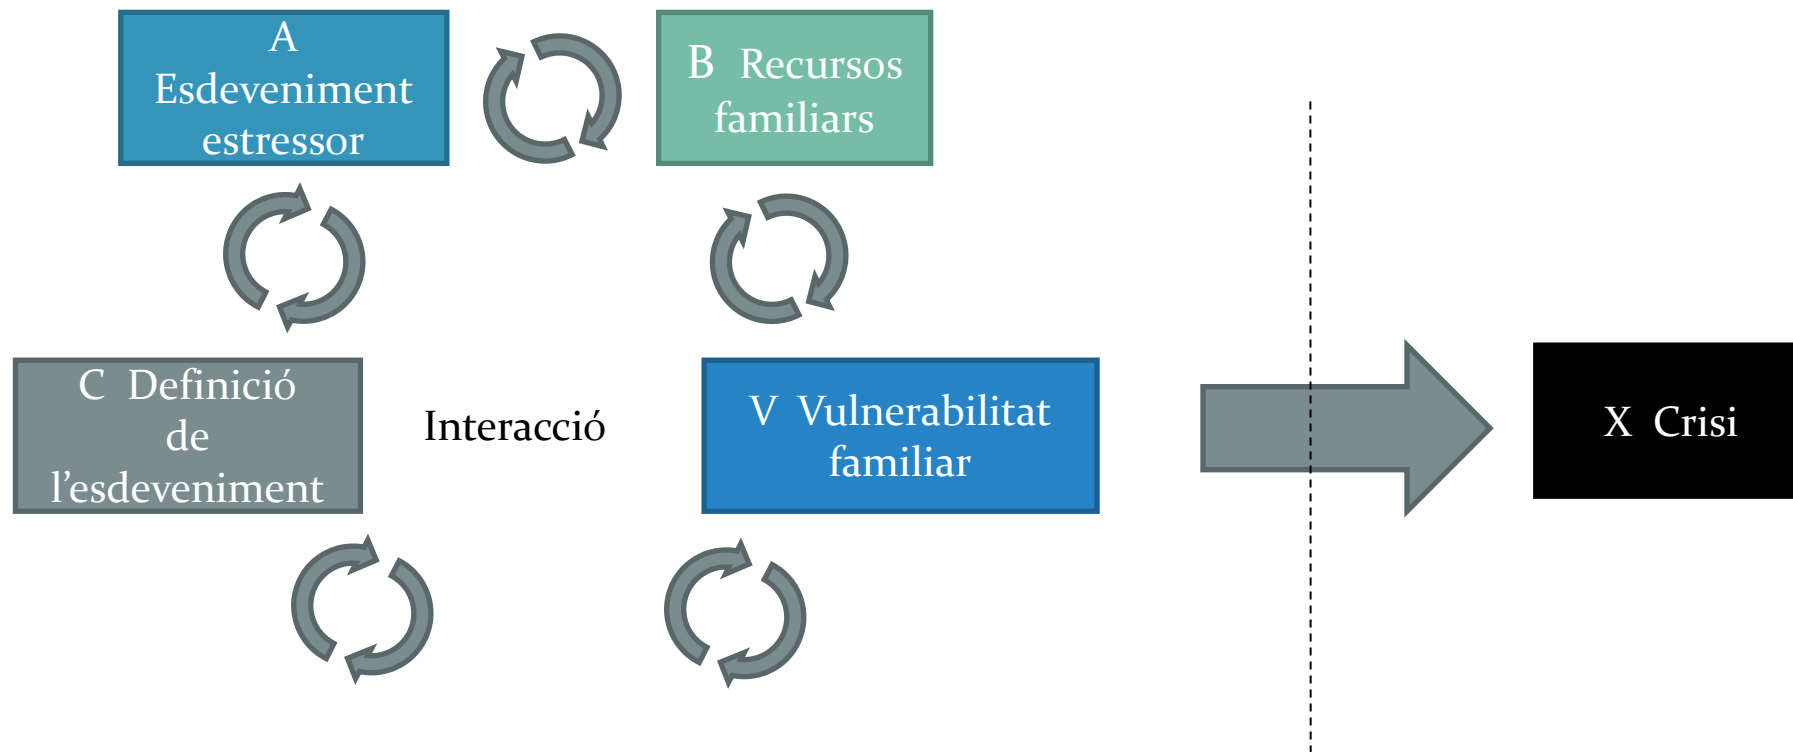 A
Esdeveniment
estressor
B Recursos
familiars
C Definició
de
l’esdeveniment
Interacció
V Vulnerabilitat
familiar
X Crisi